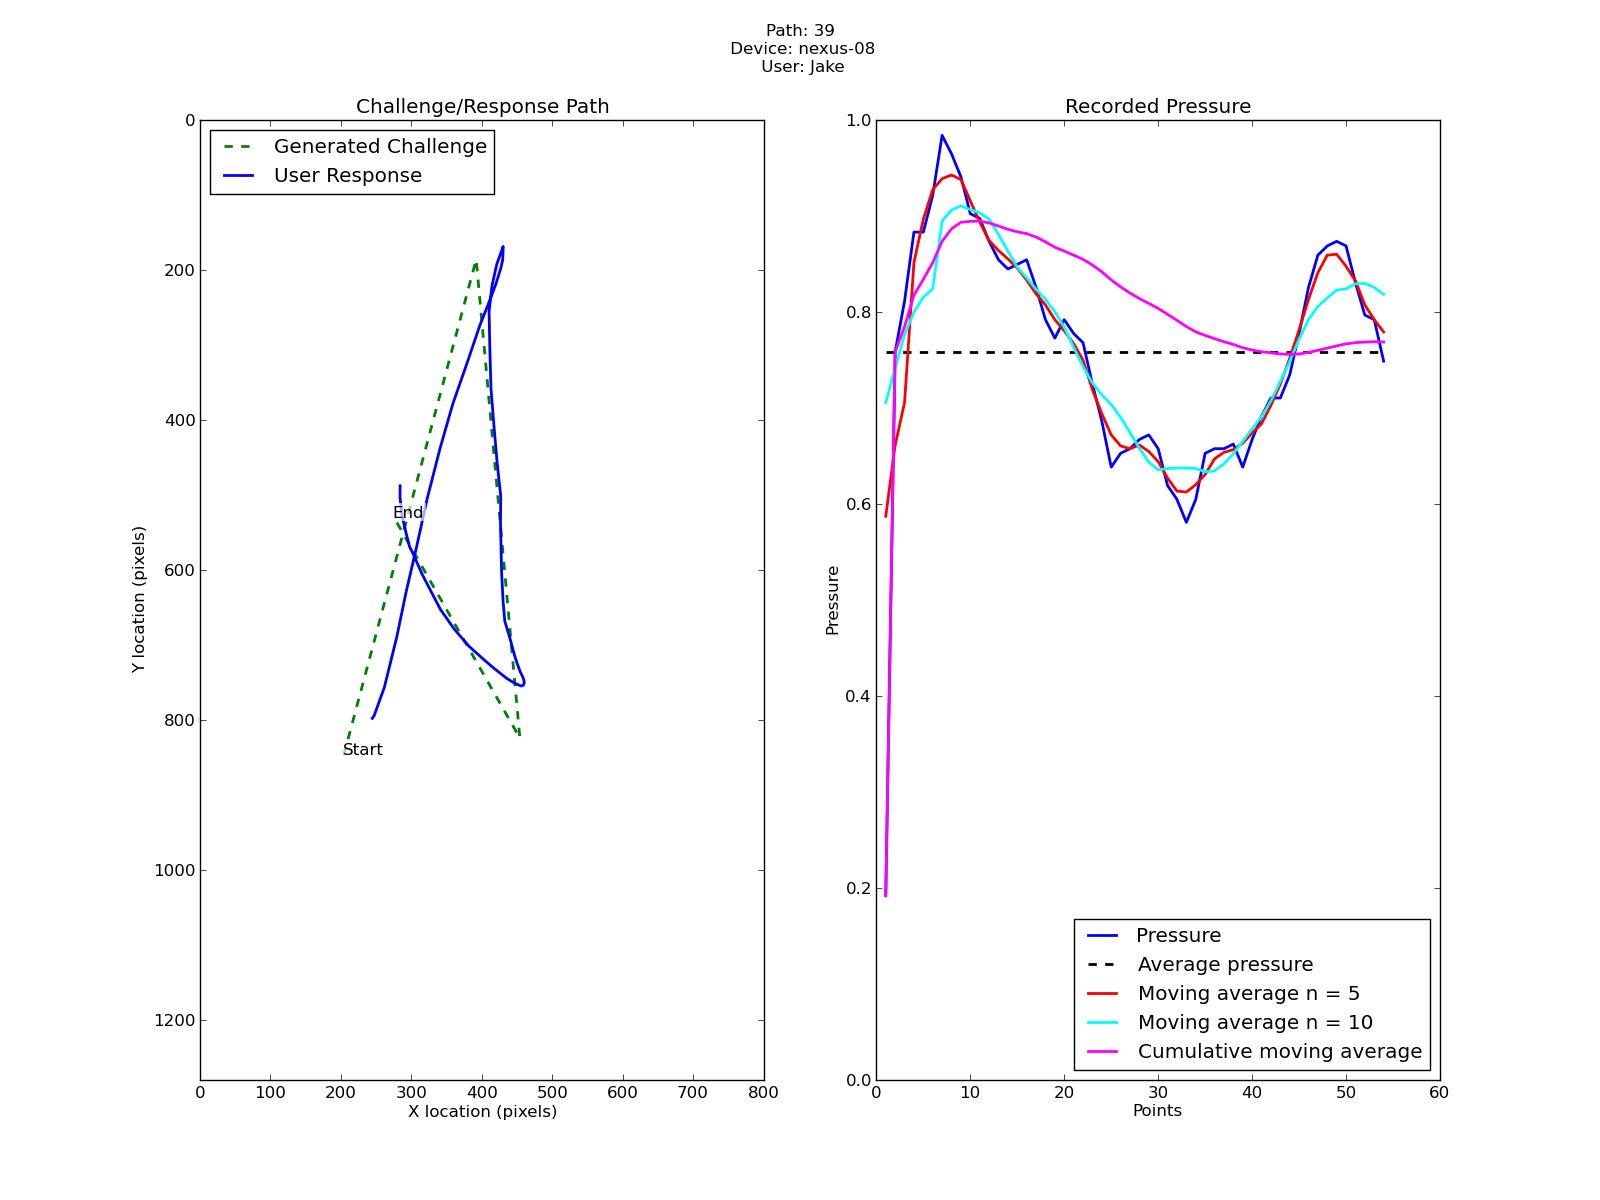 Path: 39
Device: nexus-08
User: Jake
Challenge/Response Path
Generated Challenge
User Response
0
200
400
600
800
1000
1200
Y location (pixels)
End
Start
0 100 200 300 400 500 600 700 800
X location (pixels)
Recorded Pressure
1.0
0.8
0.6
0.4
0.2
0.0
Pressure
Pressure
Average pressure
Moving average n = 5
Moving average n = 10
Cumulative moving average
0 10 20 30 40 50 60
Points